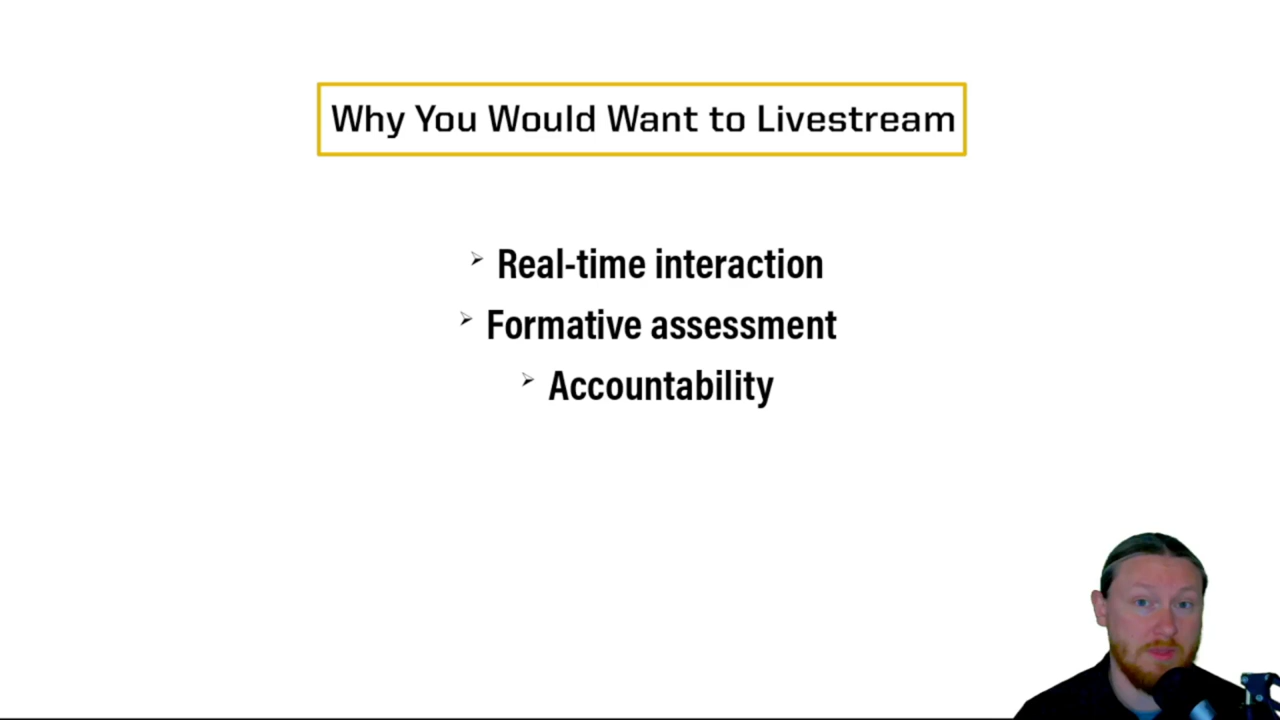 Why You Would Want to Livestream
➢ Real-time interaction
➢ Formative assessment
➢ Accountability